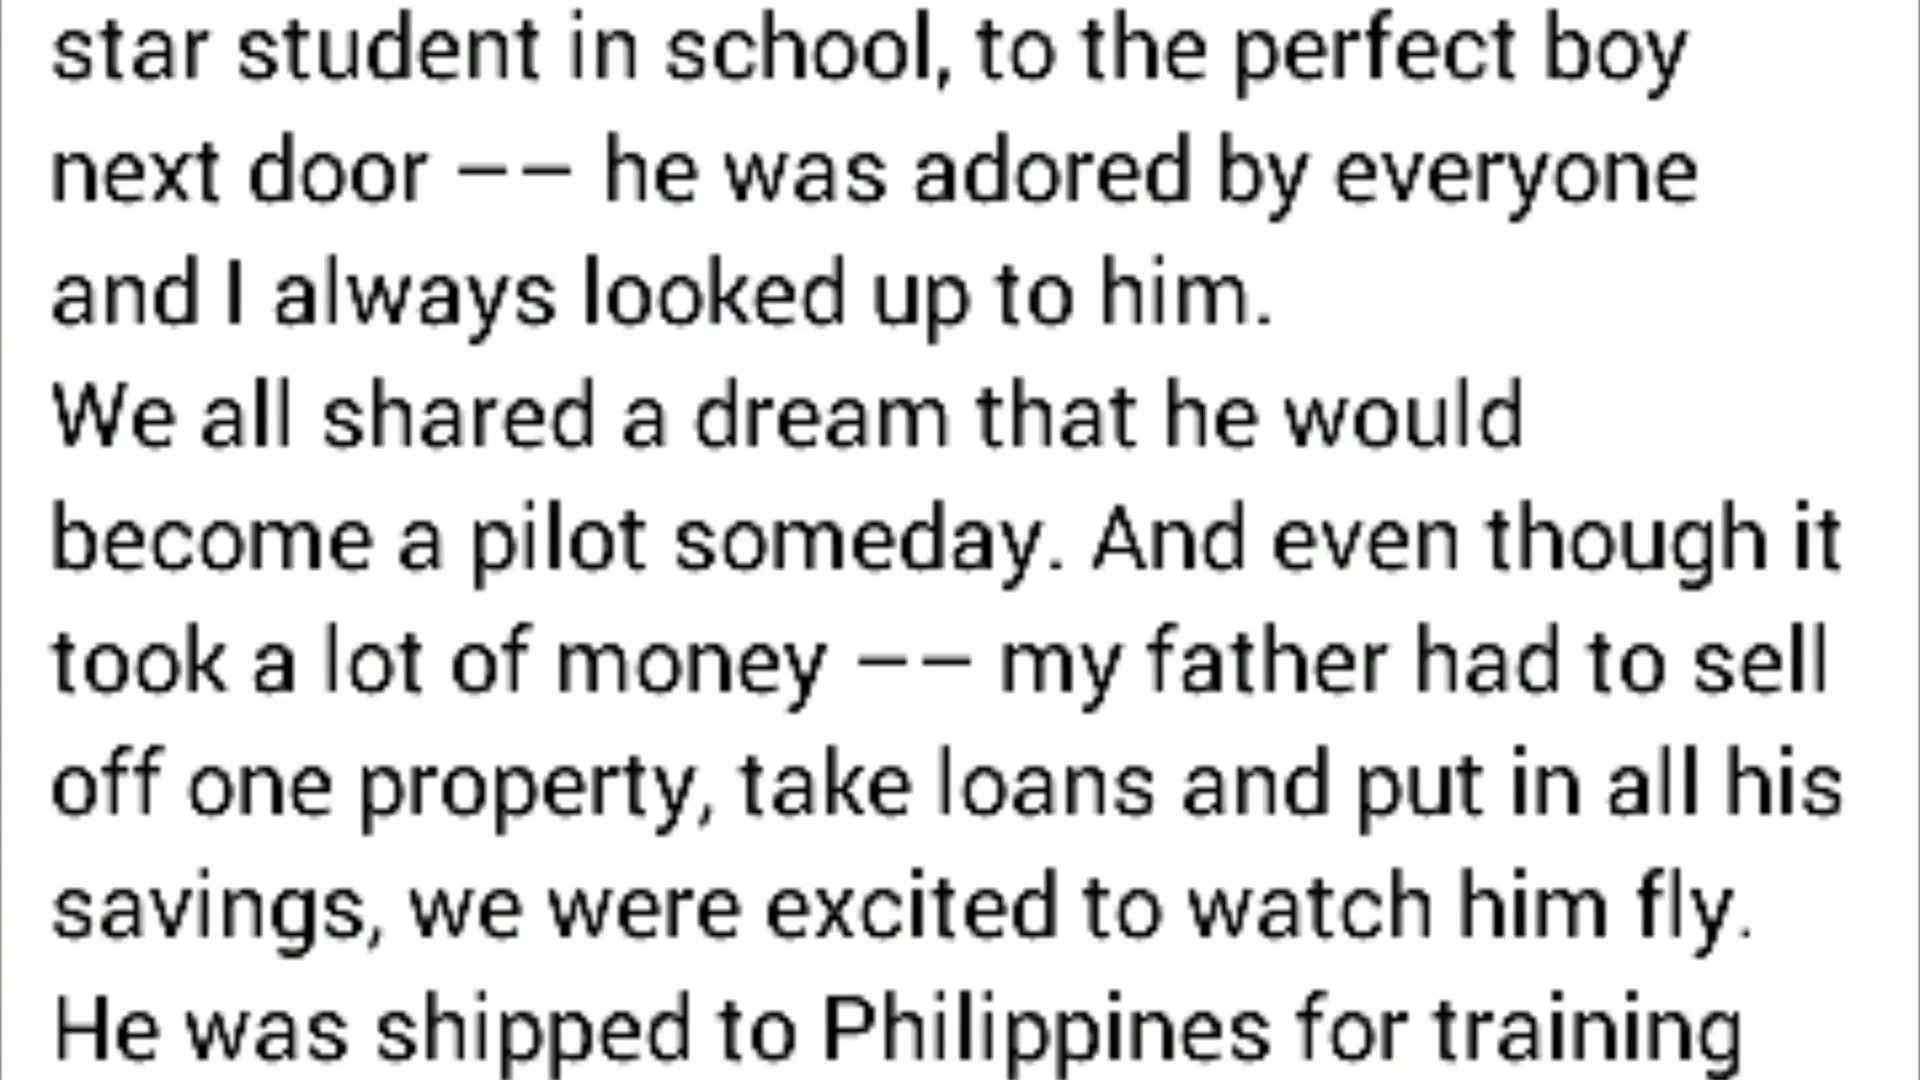 star student in school, to the perfect boy
next door –– he was adored by everyone
and I always looked up to him.
We all shared a dream that he would
become a pilot someday. And even though it
took a lot of money –– my father had to sell
off one property, take loans and put in all his
savings, we were excited to watch him fly.
He was shipped to Philippines for training